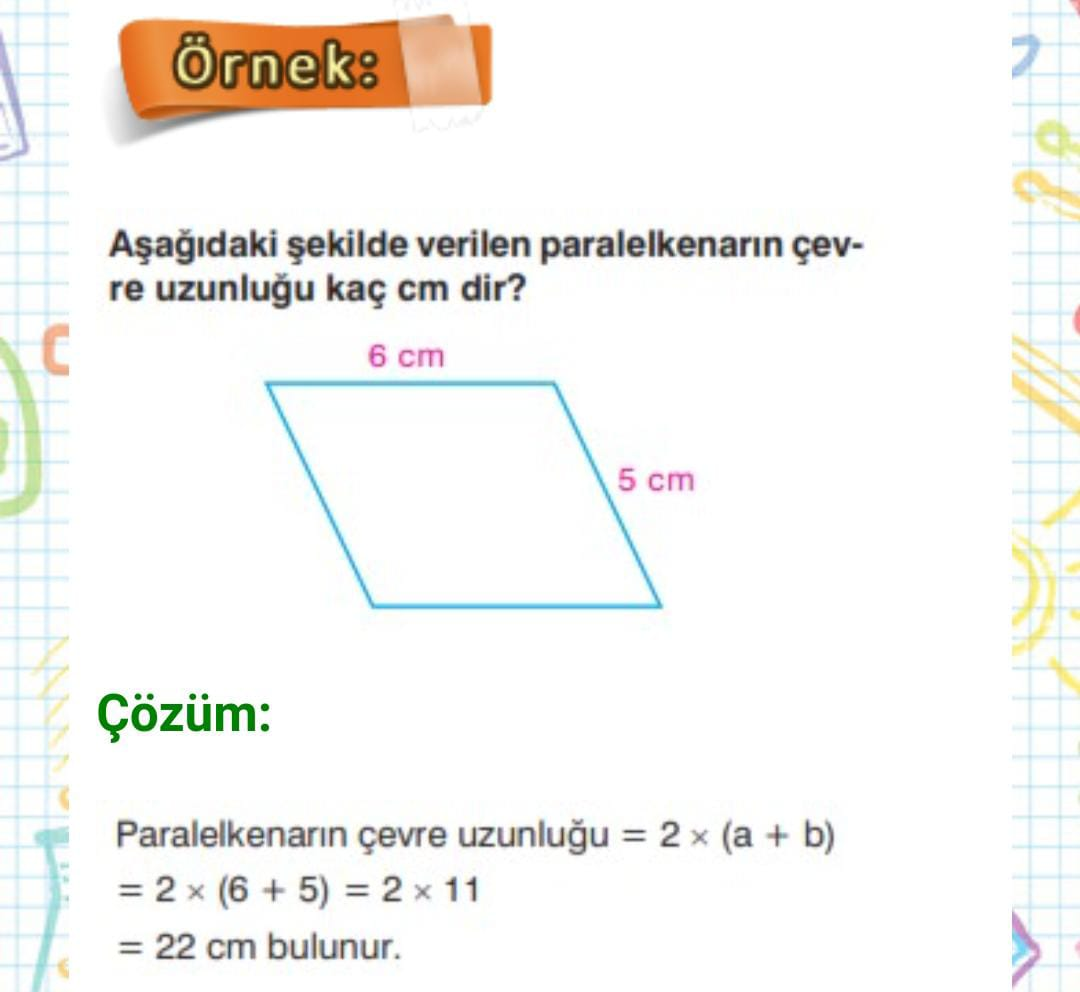 Örnek:
Aşağıdaki şekilde verilen paralelkenarın çev-
re uzunluğu kaç cm dir?
6 cm
5 cm
Çözüm:
Paralelkenarın çevre uzunluğu = 2 × (a + b)
= 2 × (6 + 5) = 2 × 11
= 22 cm bulunur.